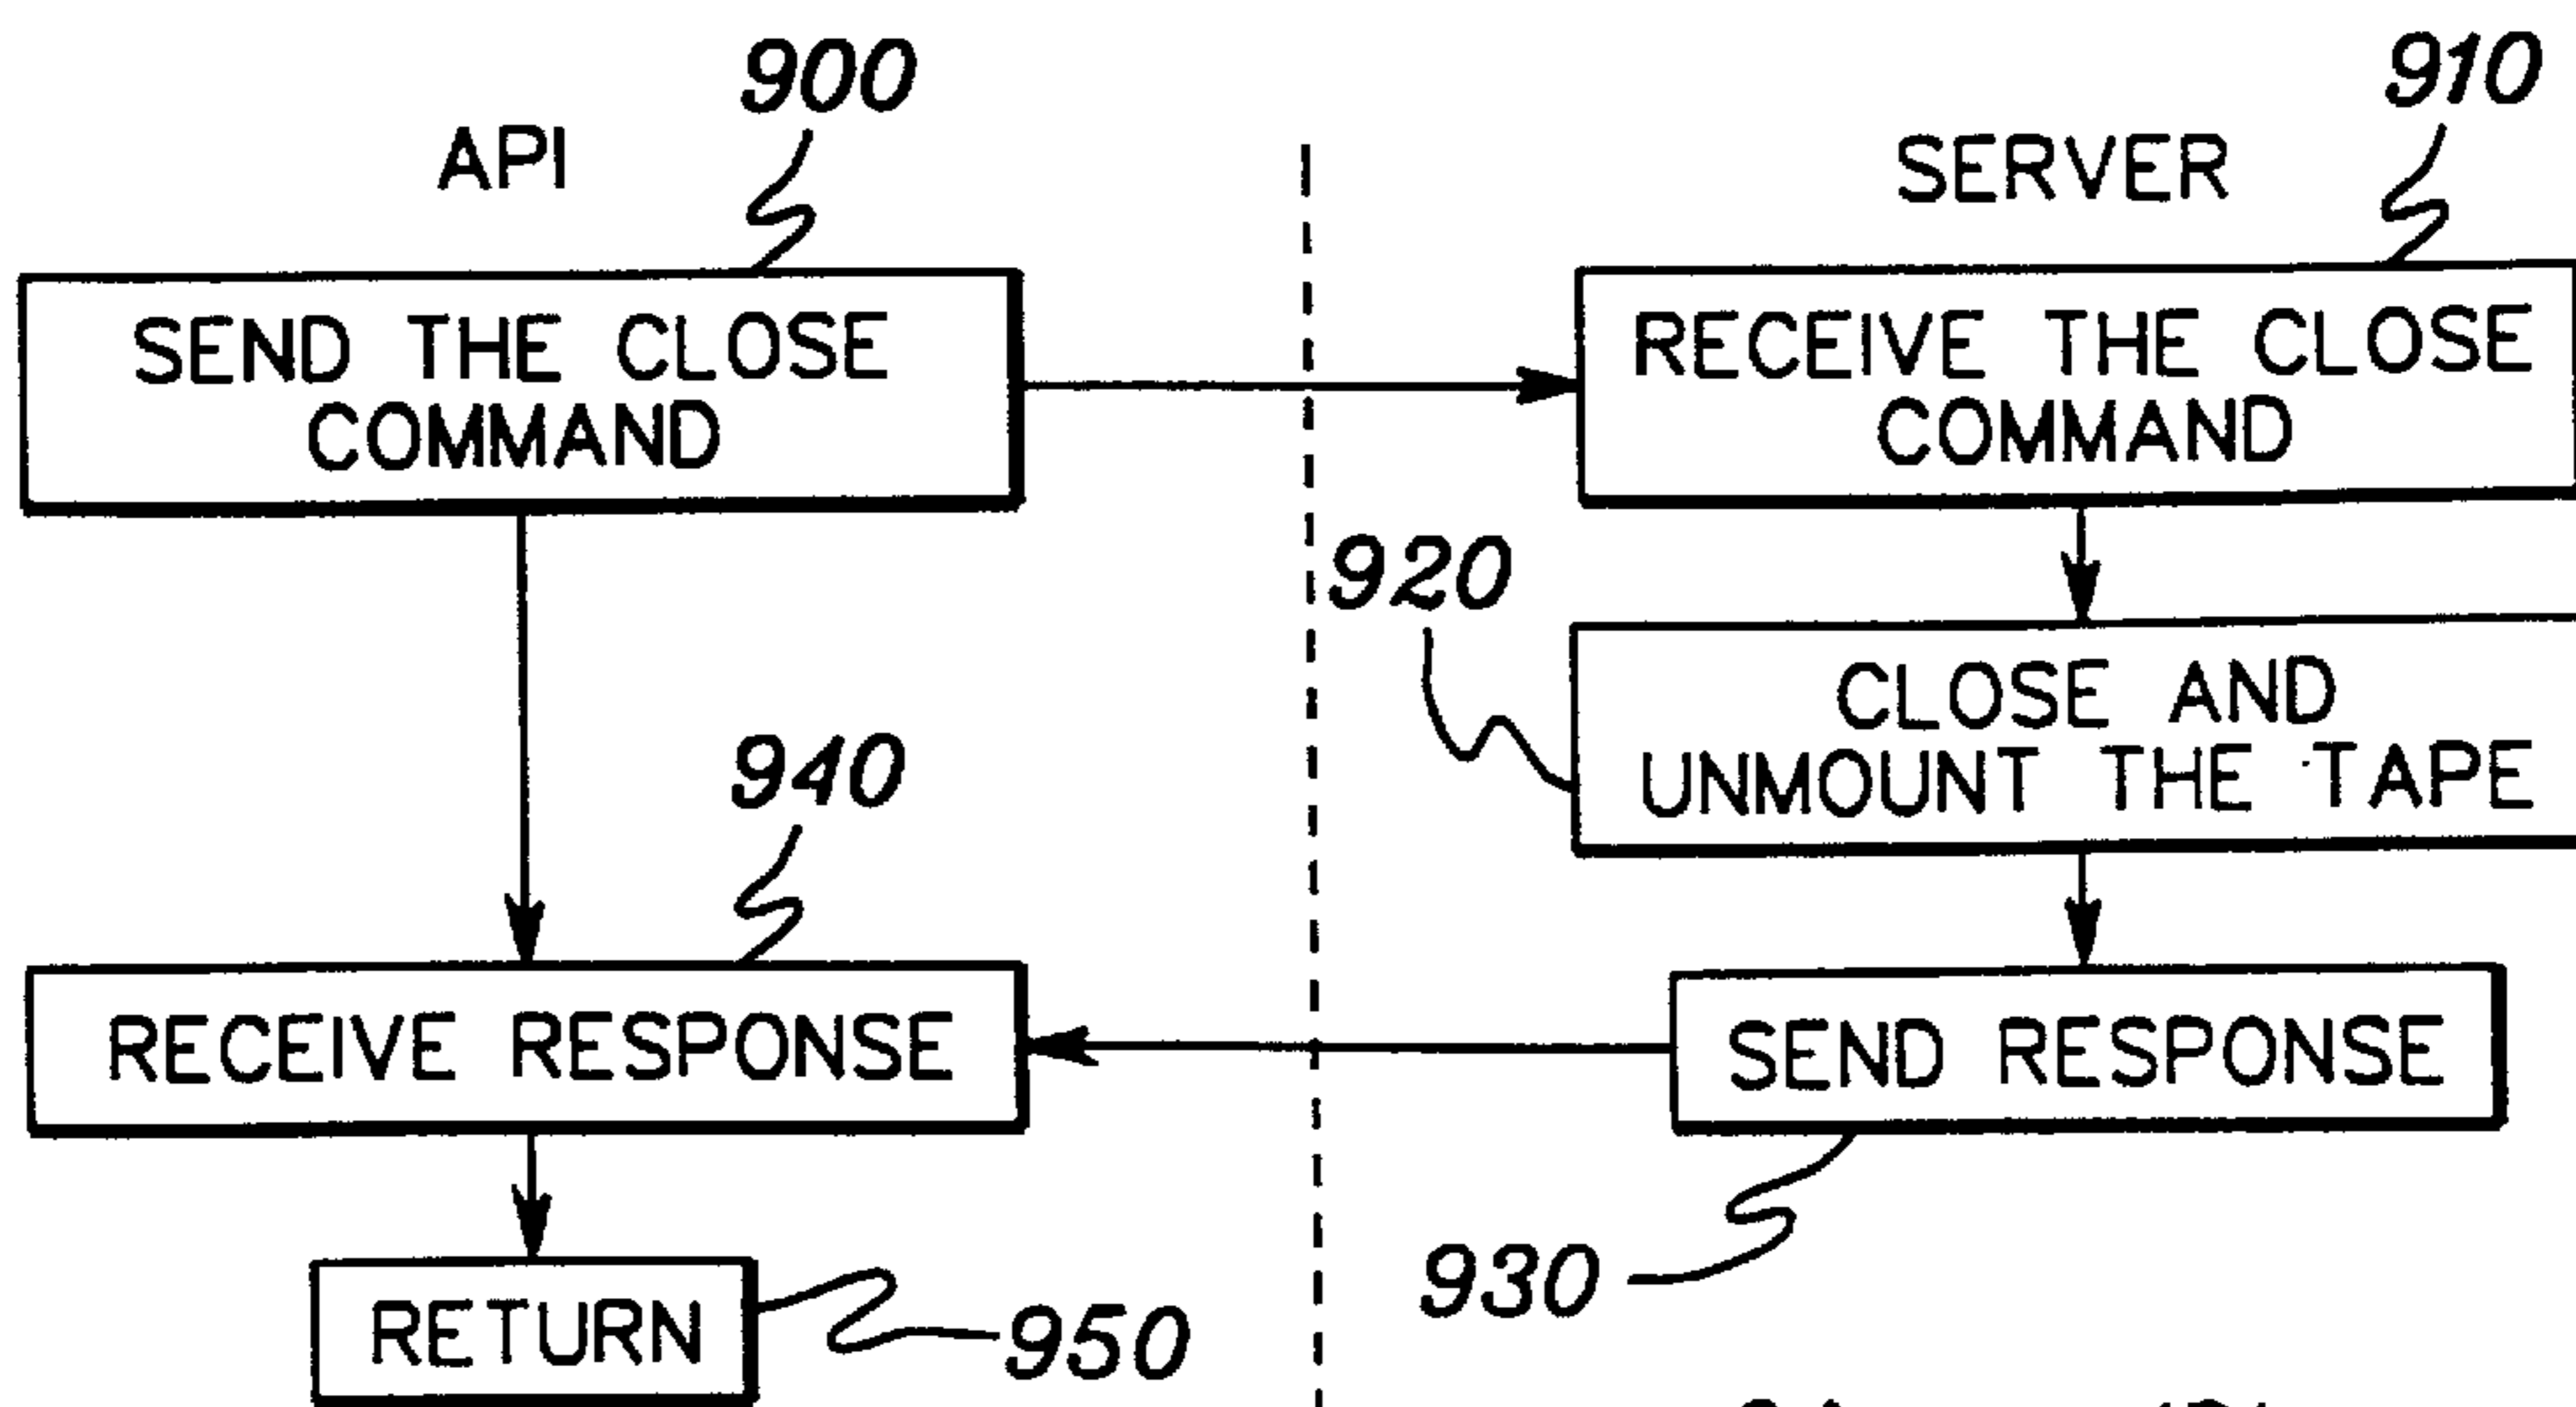 900
910
API
SERVER
SEND THE CLOSE
COMMAND
RECEIVE THE CLOSE
COMMAND
920
CLOSE AND
UNMOUNT THE TAPE
940
RECEIVE RESPONSE
SEND RESPONSE
930
RETURN
950